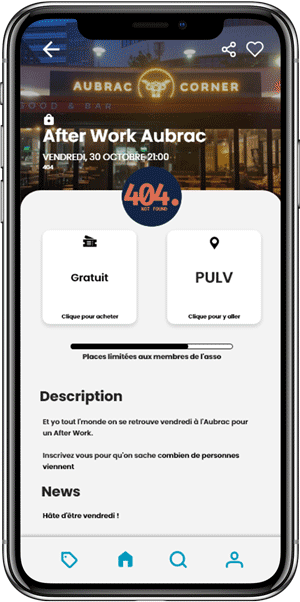 AUBRAC CORNER
FOOD & BAR
After Work Aubrac
VENDREDI, 30 OCTOBRE 21:00
404
404.
NOT FOUND
Gratuit
PULV
Clique pour acheter
Clique pour y aller
Places limitées aux membres de l'asso
Description
Et yo tout l'monde on se retrouve vendredi à l'Aubrac pour
un After Work.
Inscrivez vous pour qu'on sache combien de personnes
viennent
News
Hâte d'être vendredi !